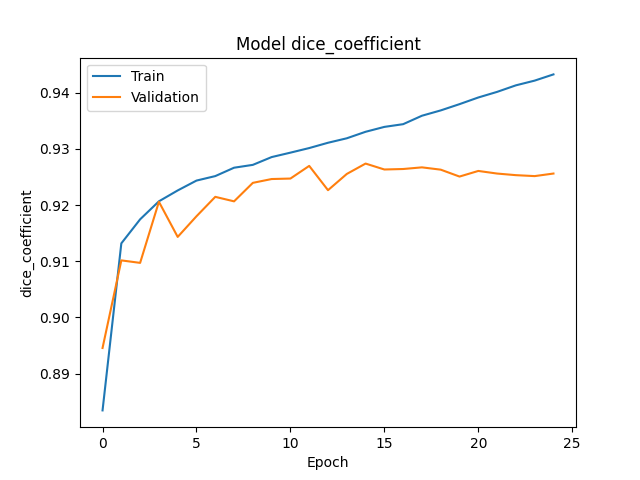 Model dice_coefficient
Train
Validation
0.94
0.93
0.92
0.91
0.90
0.89
dice_coefficient
0
5
10
15
20
25
Epoch